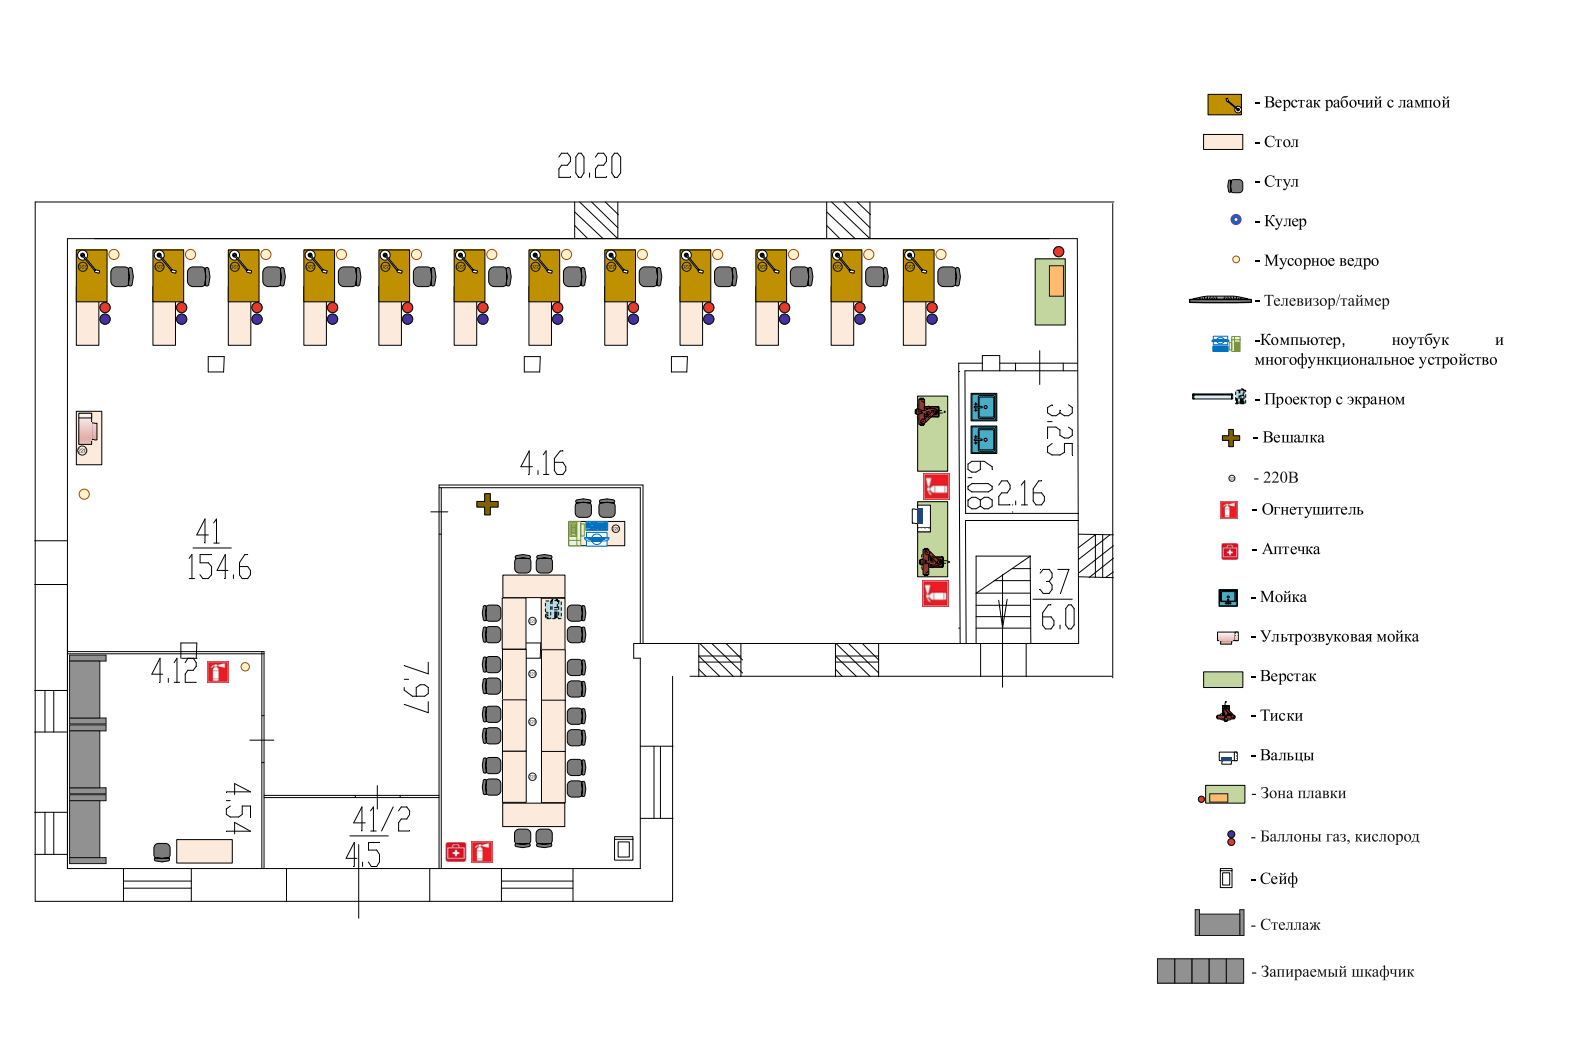 20.20
4.16
41
154.6
4.12
7.97
4.54
41/2
4.5
3.25
6.08
2.16
37
6.0
- Верстак рабочий с лампой
- Стол
- Стул
- Кулер
- Мусорное ведро
- Телевизор/таймер
-Компьютер, ноутбук и
многофункциональное устройство
- Проектор с экраном
- Вешалка
- 220В
- Огнетушитель
- Аптечка
- Мойка
- Ультрозвуковая мойка
- Верстак
- Тиски
- Вальцы
- Зона плавки
- Баллоны газ, кислород
- Сейф
- Стеллаж
- Запираемый шкафчик